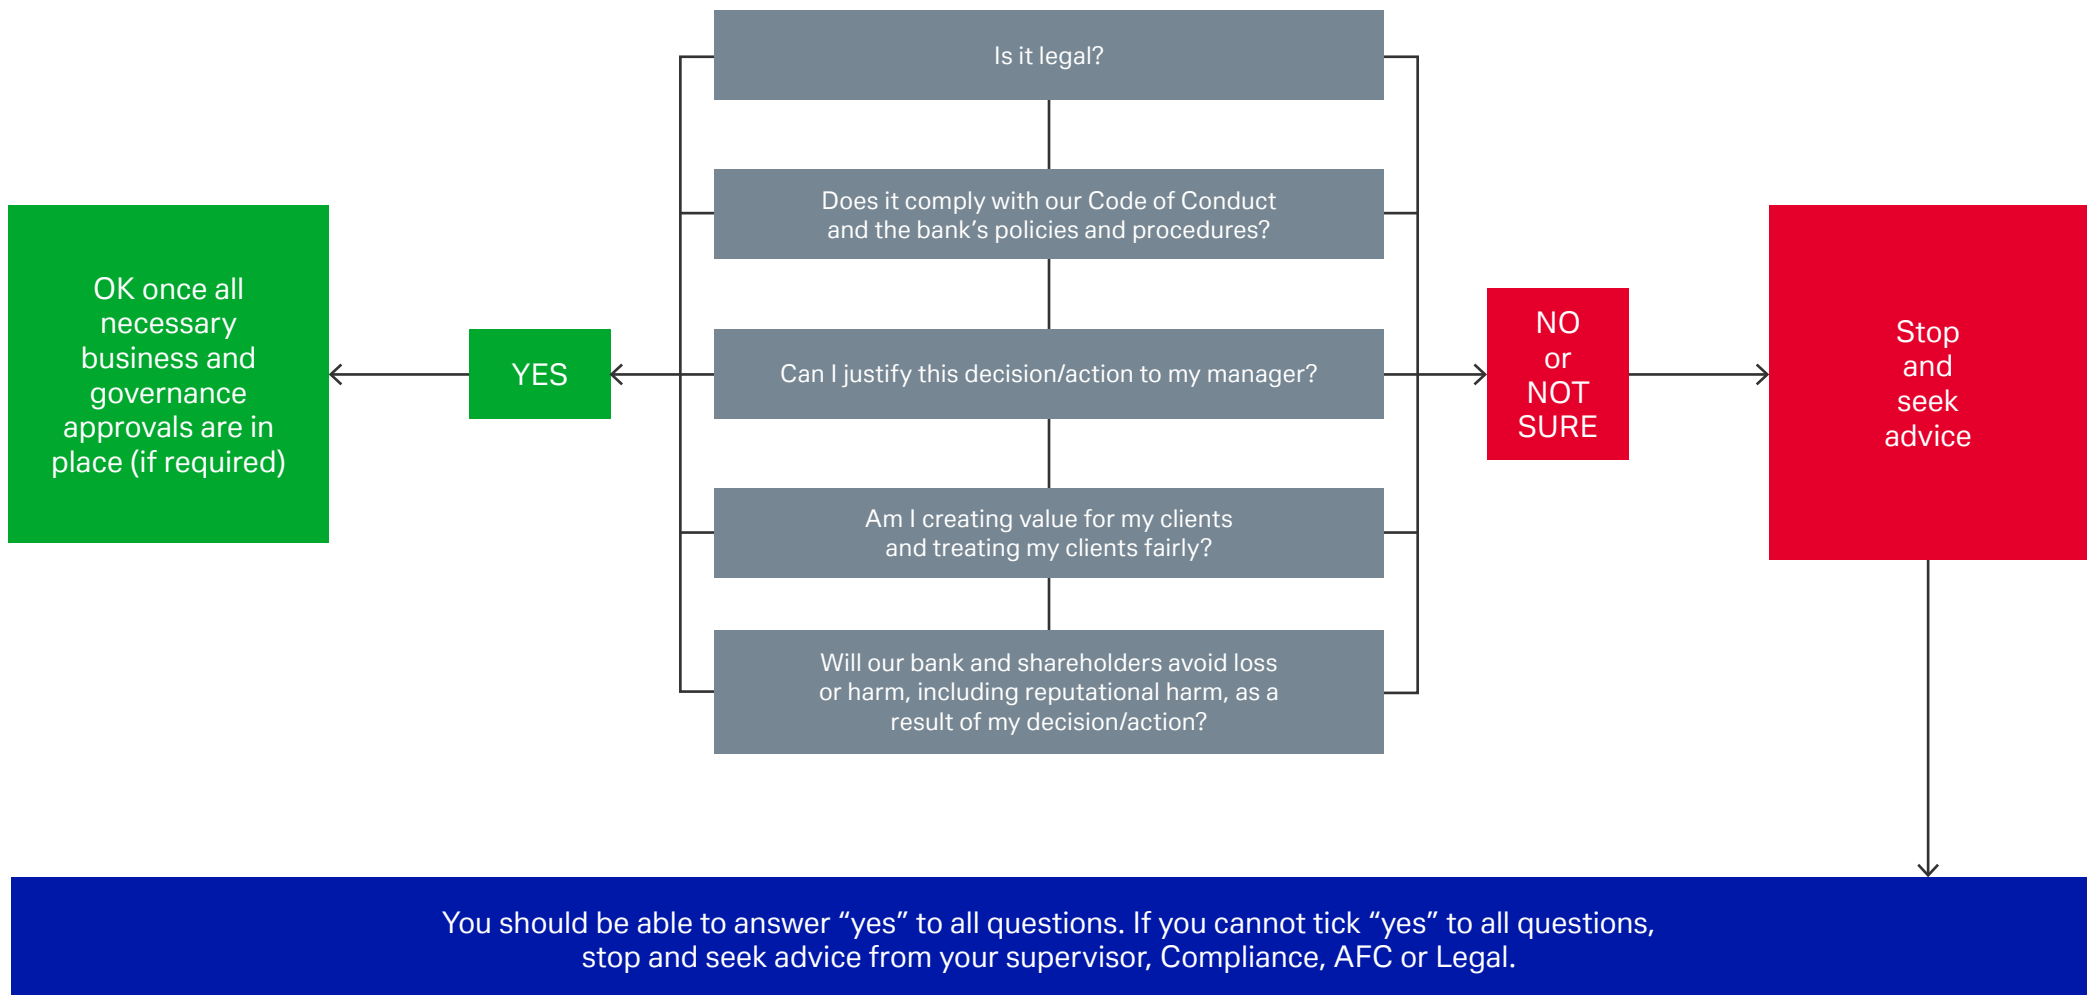 Is it legal?
Does it comply with our Code of Conduct
and the bank’s policies and procedures?
OK once all
necessary
business and
governance
approvals are in
place (if required)
YES
Can I justify this decision/action to my manager?
NO
or
NOT
SURE
Stop
and
seek
advice
Am I creating value for my clients
and treating my clients fairly?
Will our bank and shareholders avoid loss
or harm, including reputational harm, as a
result of my decision/action?
You should be able to answer “yes” to all questions. If you cannot tick “yes” to all questions,
stop and seek advice from your supervisor, Compliance, AFC or Legal.